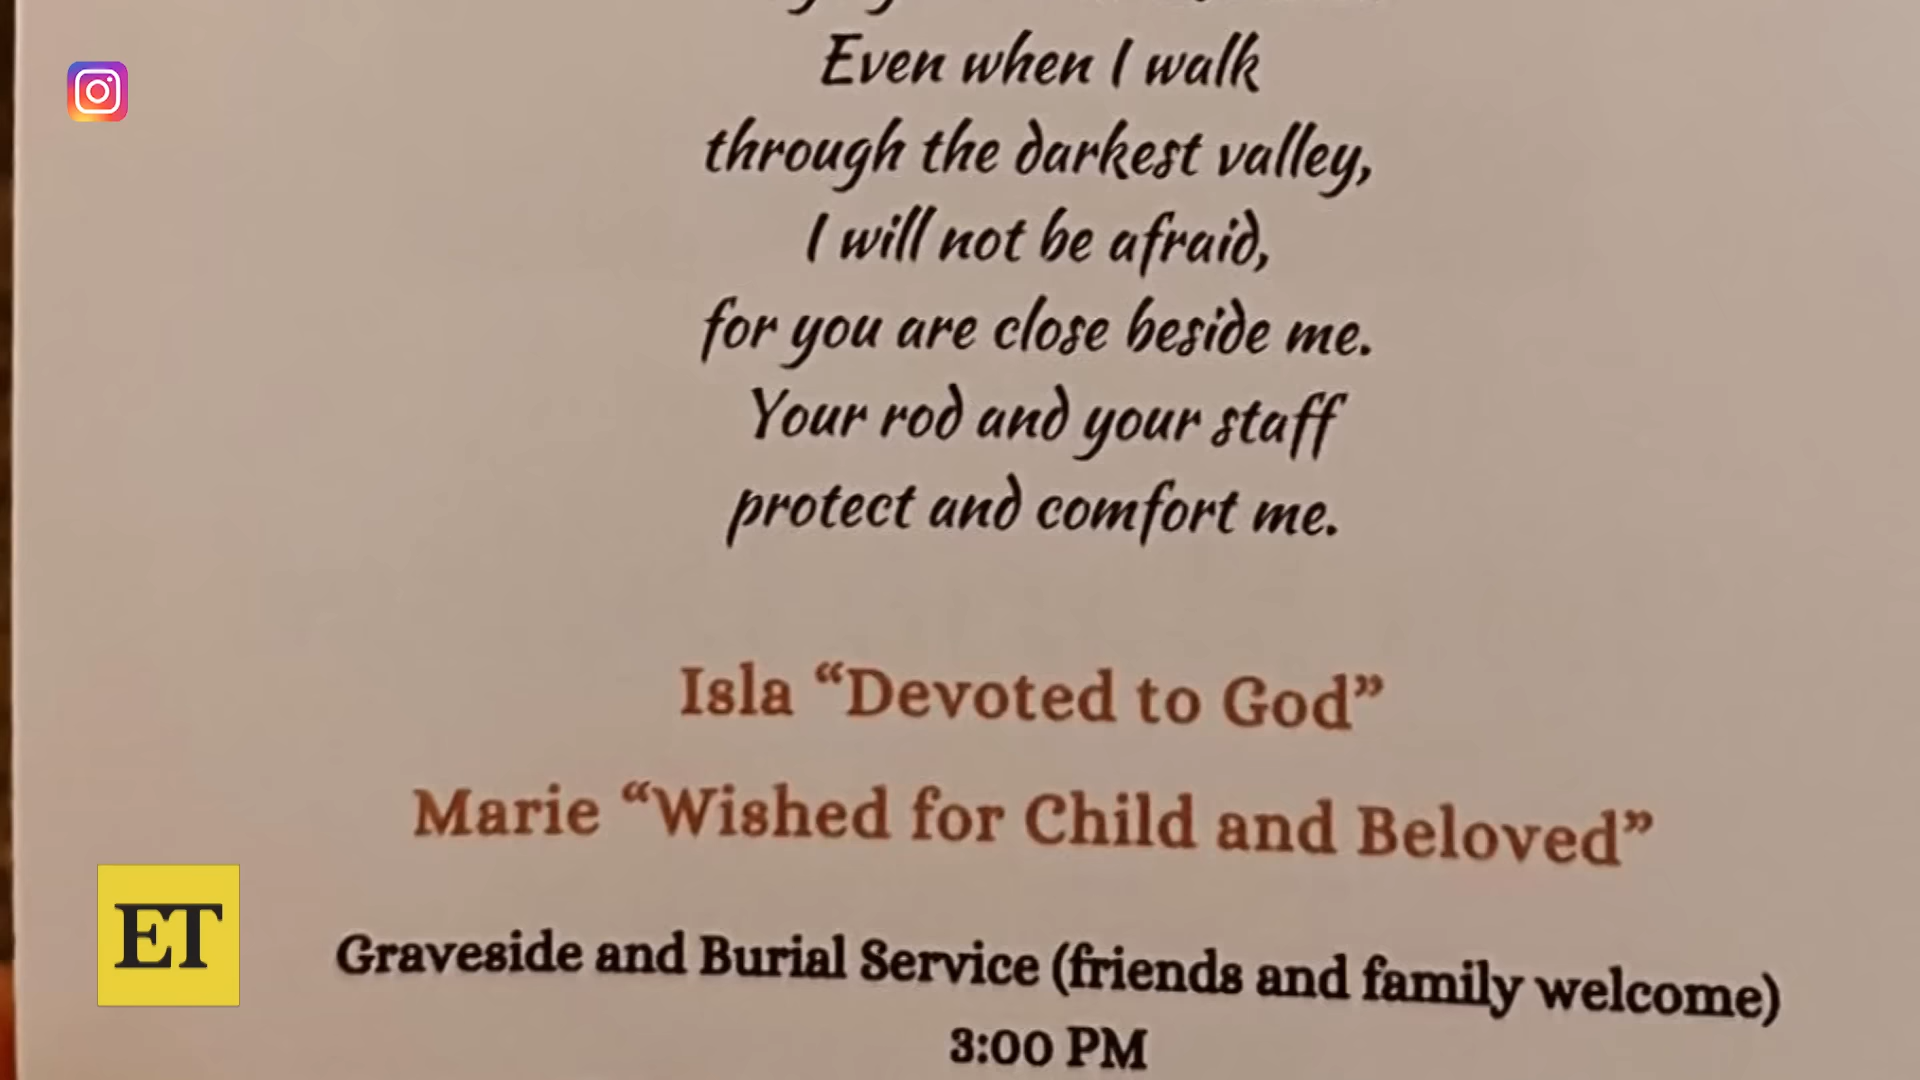 Even when I walk
through the darkest valley,
I will not be afraid,
for you are close beside me.
Your rod and your staff
protect and comfort me.
Isla “Devoted to God”
Marie “Wished for Child and Beloved”
ET
Graveside and Burial Service (friends and family welcome)
3:00 PM